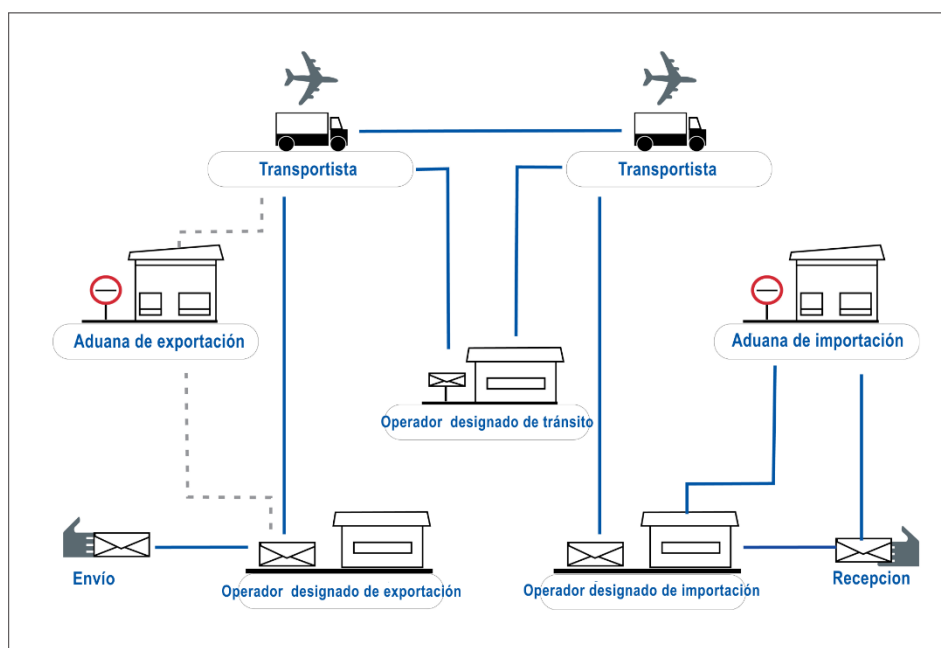 Transportista
Transportista
Aduana de exportación
Aduana de importación
Operador designado de tránsito
Envío
Operador designado de exportación
Operador designado de importación
Recepcion